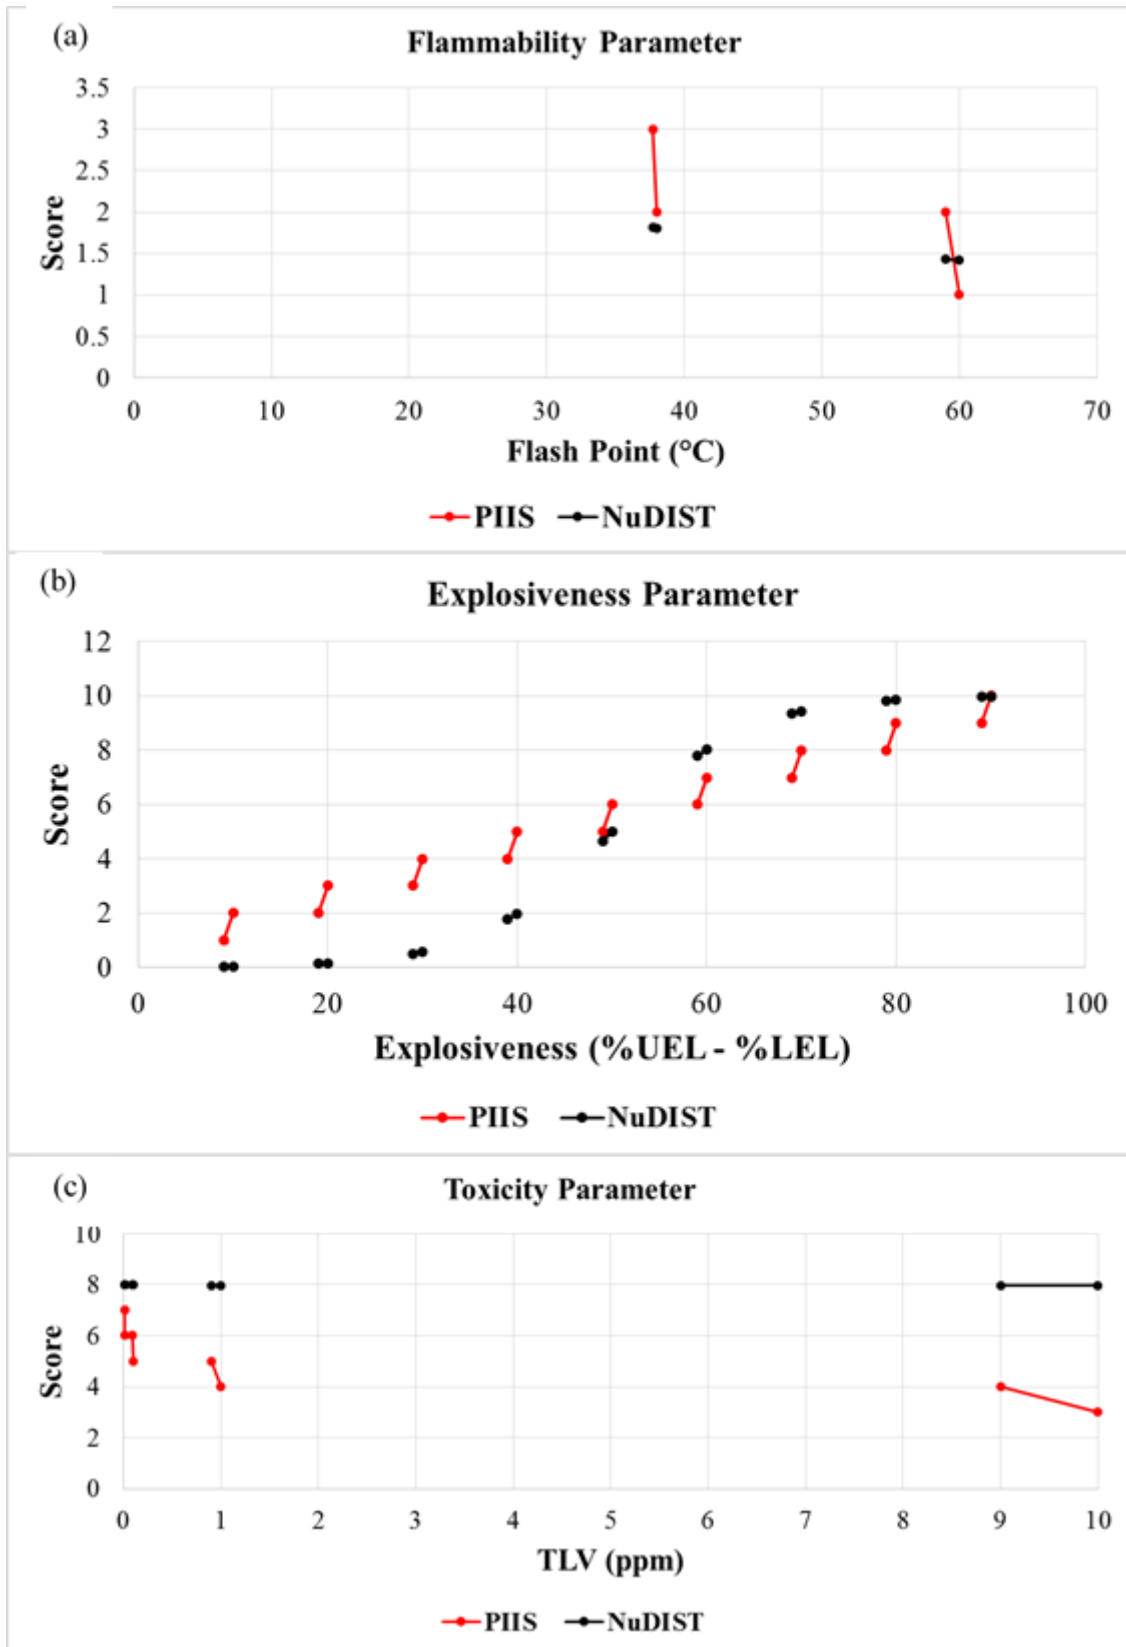 (a)
Flammability Parameter
3.5
3
2.5
2
1.5
1
0.5
0
Score
0 10 20 30 40 50 60 70
Flash Point (°C)
PIIS NuDIST
(b)
Explosiveness Parameter
12
10
8
6
4
2
0
Score
0 20 40 60 80 100
Explosiveness (%UEL - %LEL)
PIIS NuDIST
(c)
Toxicity Parameter
10
8
6
4
2
0
Score
0 1 2 3 4 5 6 7 8 9 10
TLV (ppm)
PIIS NuDIST